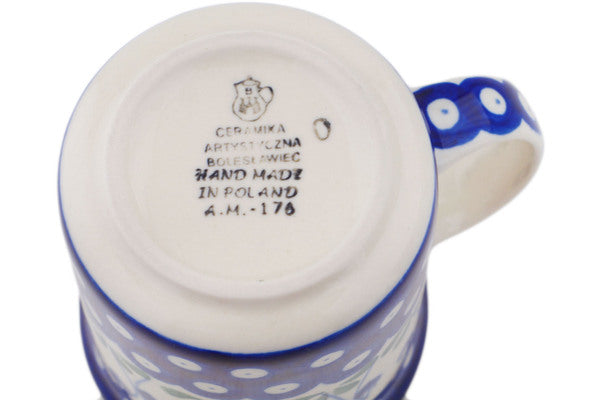 B
CERAMIKA
ARTYSTYCZNA
BOLESŁAWIEC
HAND MADE
IN POLAND
A.M.-176